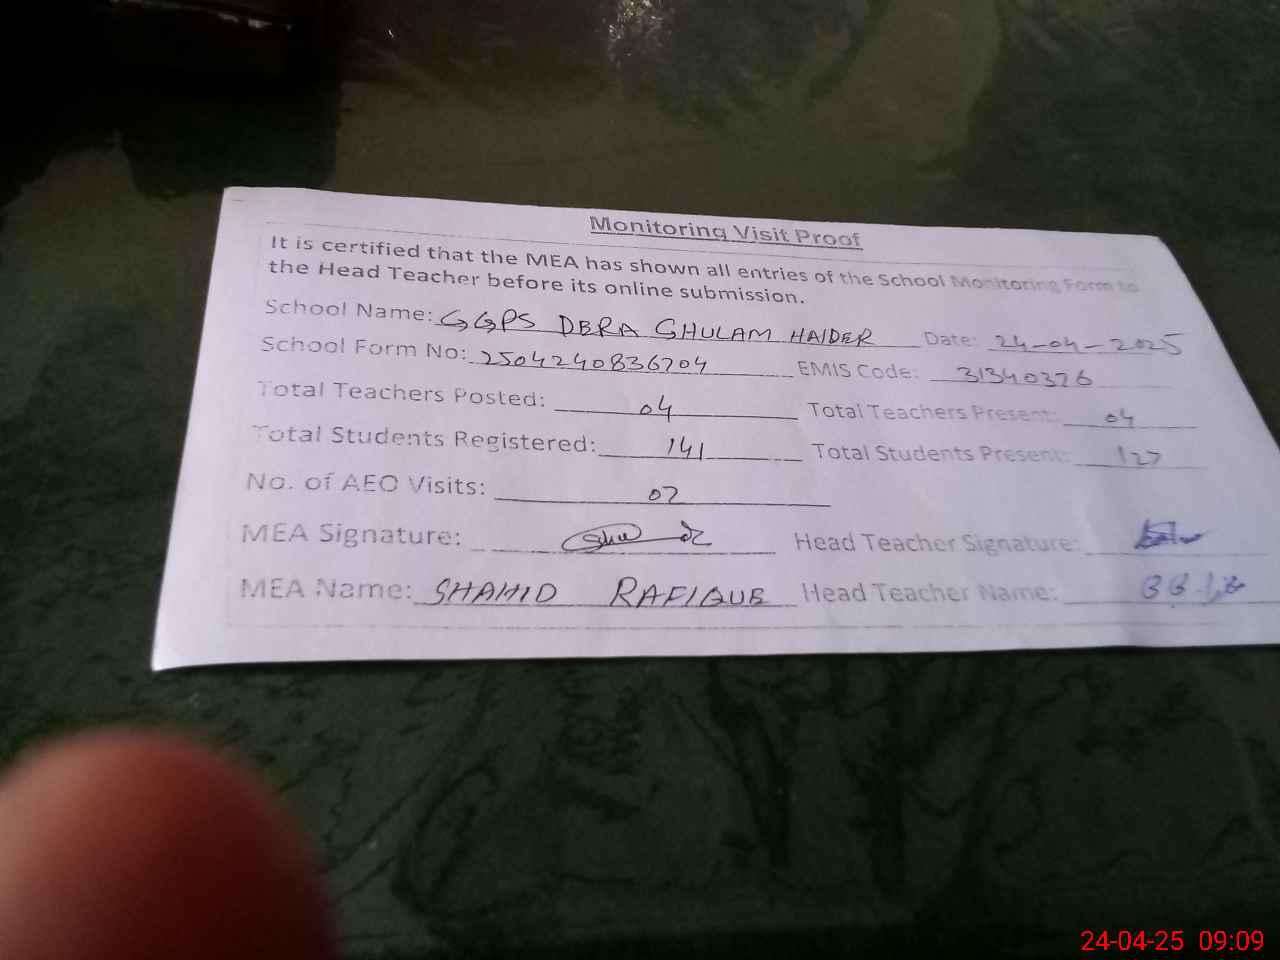 Monitoring Visit Proof
It is certified that the MEA has shown all entries of the School Monitoring Form to
the Head Teacher before its online submission.
School Name: GGPS DERA GHULAM HAIDER Date: 24-04-2025
School Form No: 2504240836704 EMIS Code: 31340376
Total Teachers Posted: 04 Total Teachers Present: 04
Total Students Registered: 141 Total Students Present: 127
No. of AEO Visits: 02
MEA Signature: Head Teacher Signature:
MEA Name: SHAHID RAFIQUE Head Teacher Name:
24-04-25 09:09